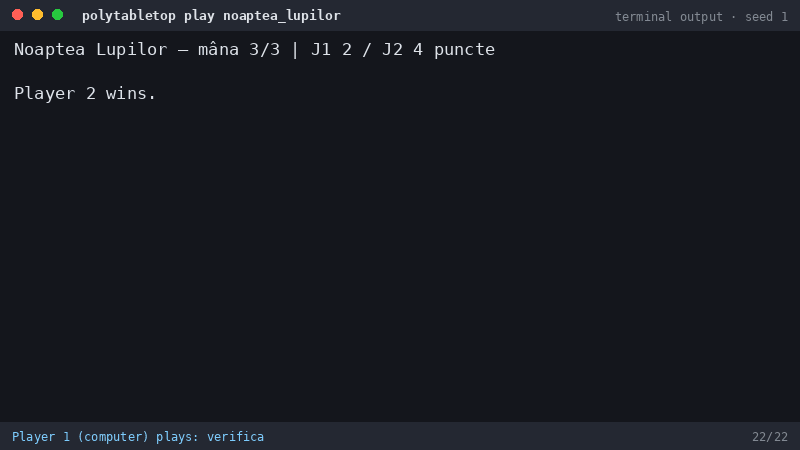 polytabletop play noaptea_lupilor
terminal output · seed 1
Noaptea Lupilor — mâna 3/3 | J1 2 / J2 4 puncte
Player 2 wins.
Player 1 (computer) plays: verifica
22/22